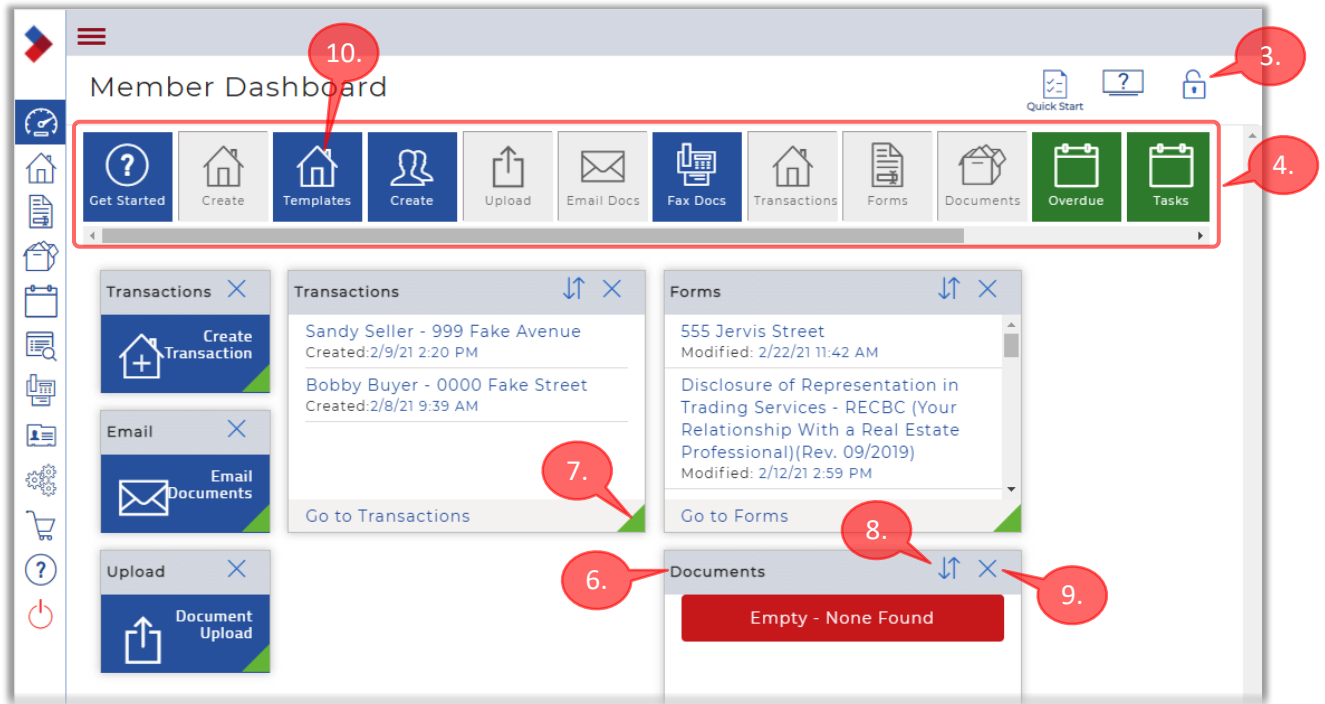 10.
3.
Member Dashboard
?
Quick Start
4.
?
Get Started
Create
Templates
Create
Upload
Email Docs
Fax Docs
Transactions
Forms
Documents
Overdue
Tasks
Transactions
Create
Transaction
Transactions
Sandy Seller - 999 Fake Avenue
Created:2/9/21 2:20 PM
Bobby Buyer - 0000 Fake Street
Created:2/8/21 9:39 AM
7.
Go to Transactions
Forms
555 Jervis Street
Modified: 2/22/21 11:42 AM
Disclosure of Representation in
Trading Services - RECBC (Your
Relationship With a Real Estate
Professional)(Rev. 09/2019)
Modified: 2/12/21 2:59 PM
Go to Forms
8.
Email
Email
Documents
Upload
Document
Upload
?
6.
Documents
9.
Empty - None Found